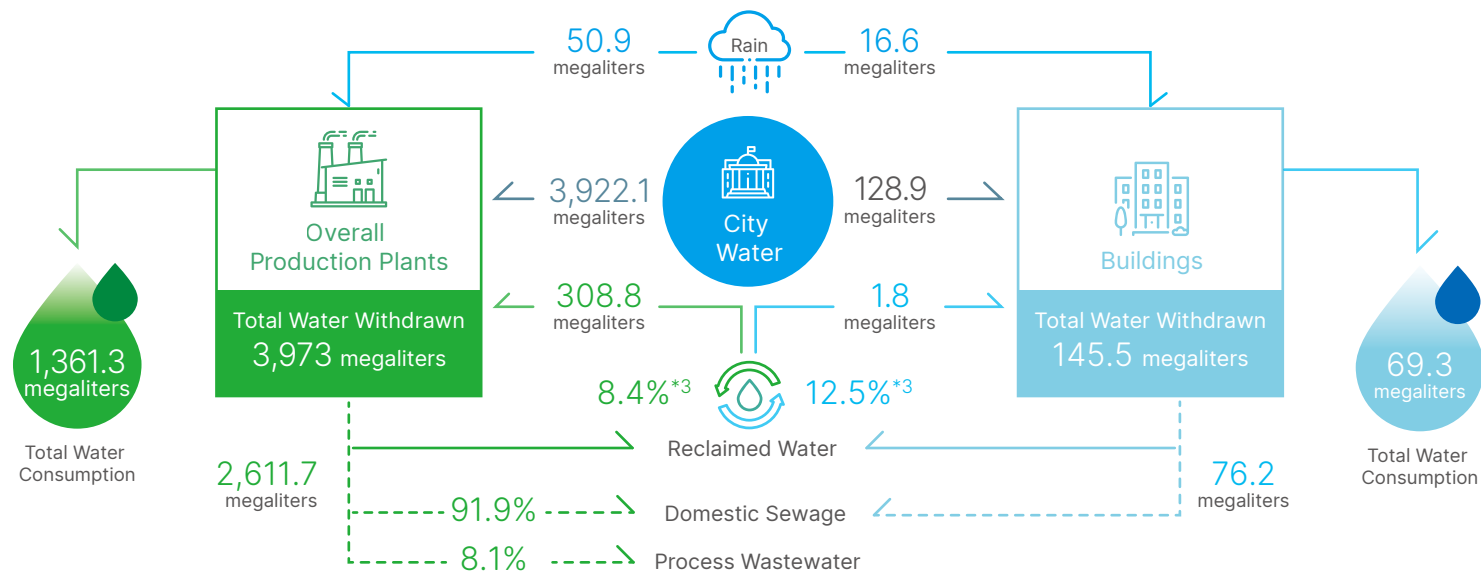 50.9
megaliters
Rain
16.6
megaliters
Overall
Production Plants
3,922.1
megaliters
City
Water
128.9
megaliters
Buildings
308.8
megaliters
1.8
megaliters
Total Water Withdrawn
3,973 megaliters
Total Water Withdrawn
145.5 megaliters
1,361.3
megaliters
Total Water
Consumption
69.3
megaliters
Total Water
Consumption
8.4%*3
12.5%*3
Reclaimed Water
2,611.7
megaliters
76.2
megaliters
91.9%
Domestic Sewage
8.1%
Process Wastewater